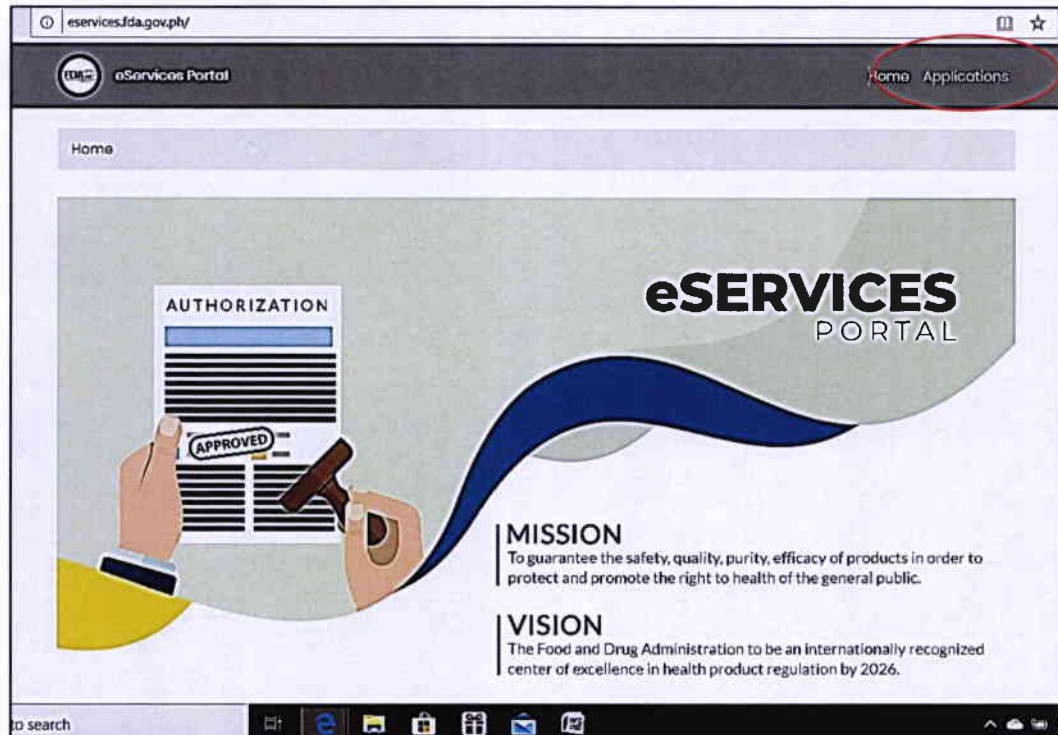 eservices.fda.gov.ph/
FDA eServices Portal
Home Applications
Home
AUTHORIZATION
APPROVED
eSERVICES
PORTAL
MISSION
To guarantee the safety, quality, purity, efficacy of products in order to
protect and promote the right to health of the general public.
VISION
The Food and Drug Administration to be an internationally recognized
center of excellence in health product regulation by 2026.
to search